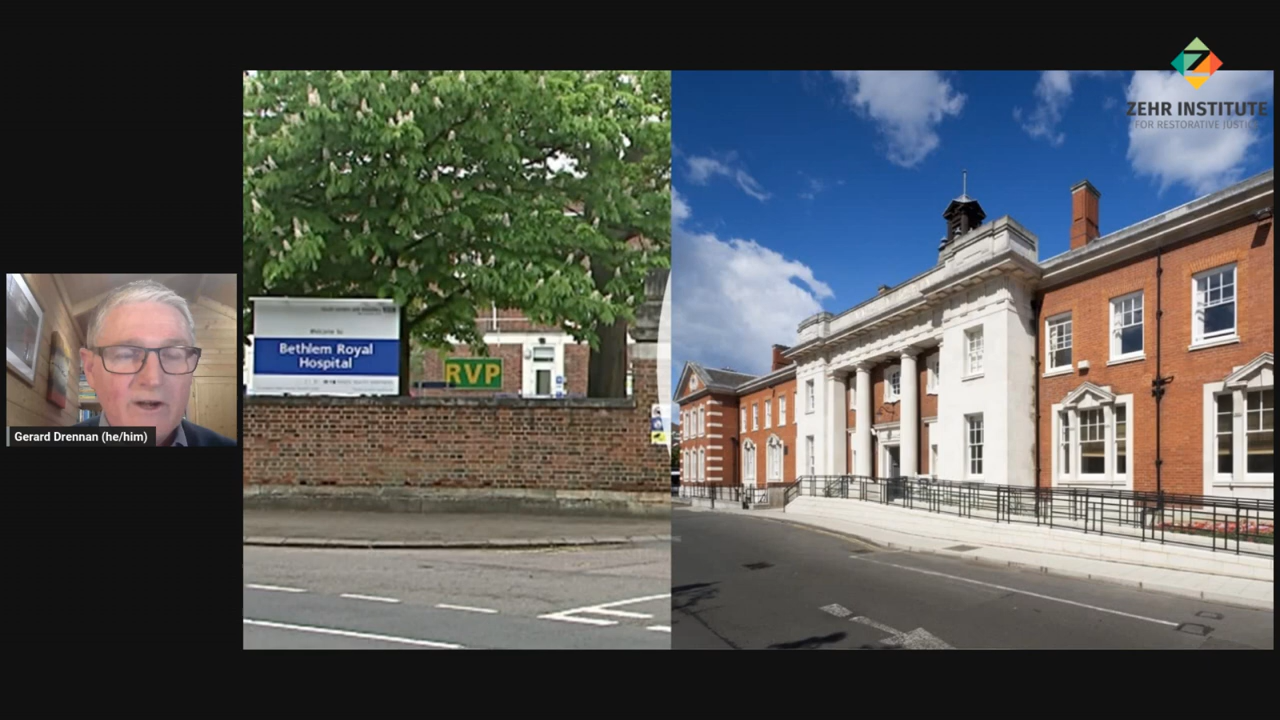 ZEHR INSTITUTE
FOR RESTORATIVE JUSTICE
Welcome to
Bethlem Royal
Hospital
RVP
Gerard Drennan (he/him)